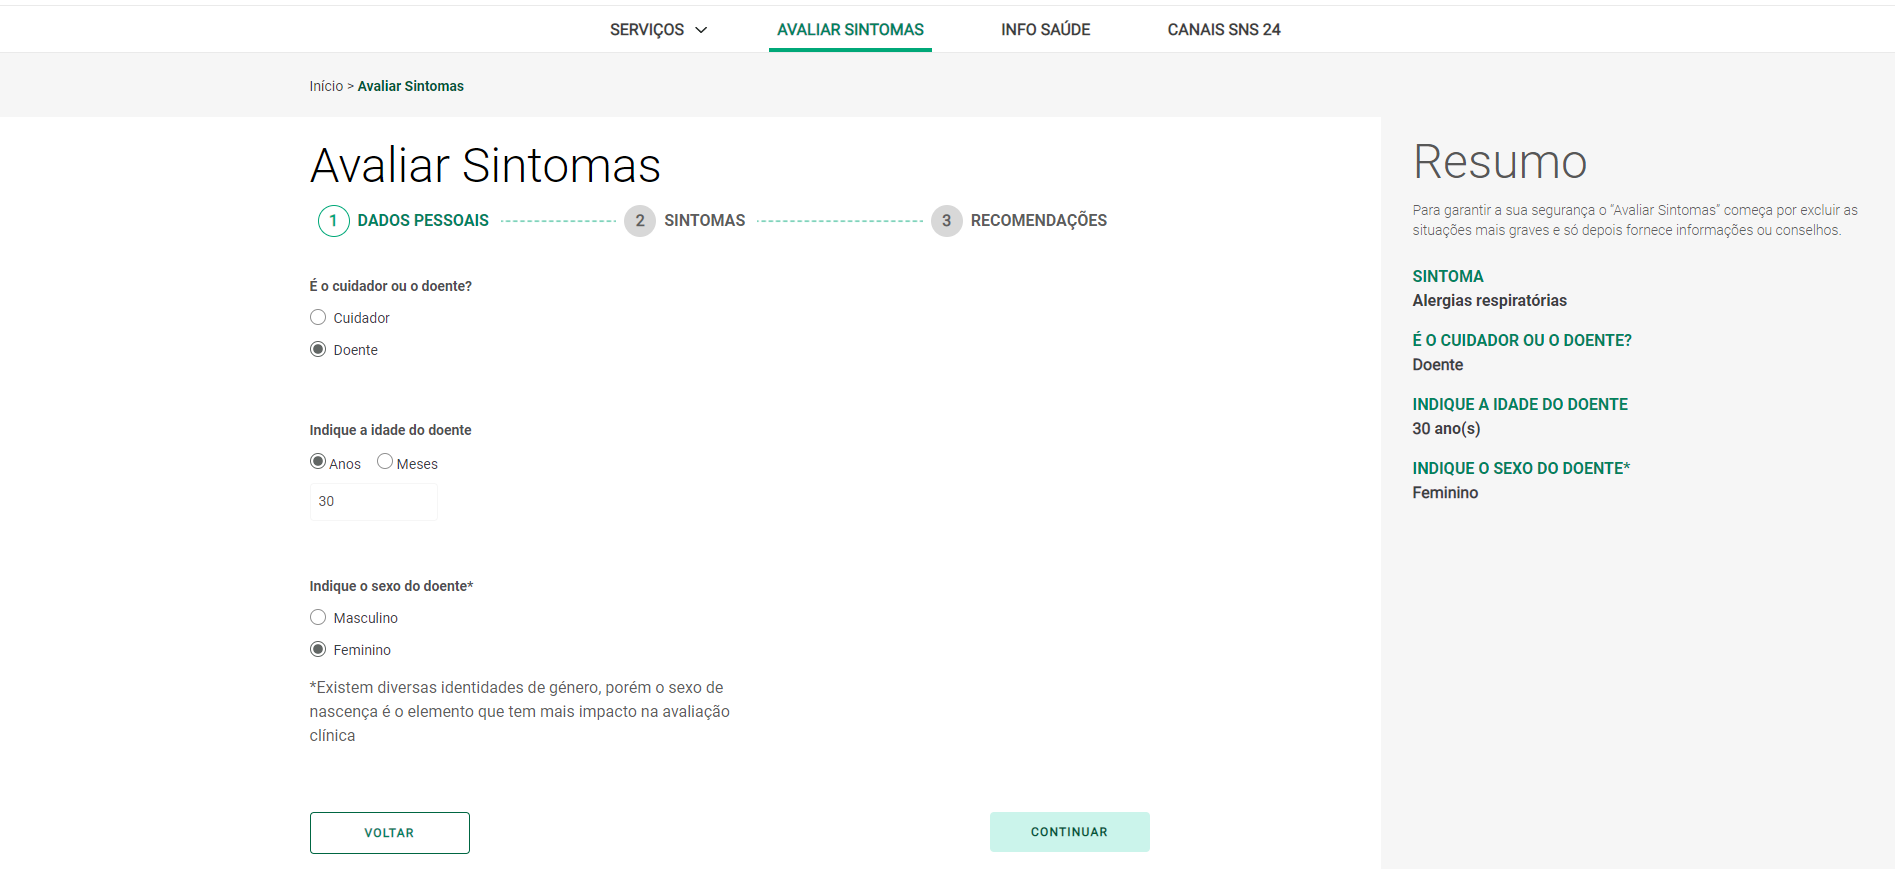 SERVIÇOS
AVALIAR SINTOMAS
INFO SAÚDE
CANAIS SNS 24
Início > Avaliar Sintomas
Avaliar Sintomas
1 DADOS PESSOAIS
2 SINTOMAS
3 RECOMENDAÇÕES
É o cuidador ou o doente?
Cuidador
Doente
Indique a idade do doente
Anos Meses
30
Indique o sexo do doente*
Masculino
Feminino
*Existem diversas identidades de género, porém o sexo de
nascença é o elemento que tem mais impacto na avaliação
clínica
VOLTAR
CONTINUAR
Resumo
Para garantir a sua segurança o “Avaliar Sintomas” começa por excluir as
situações mais graves e só depois fornece informações ou conselhos.
SINTOMA
Alergias respiratórias
É O CUIDADOR OU O DOENTE?
Doente
INDIQUE A IDADE DO DOENTE
30 ano(s)
INDIQUE O SEXO DO DOENTE*
Feminino